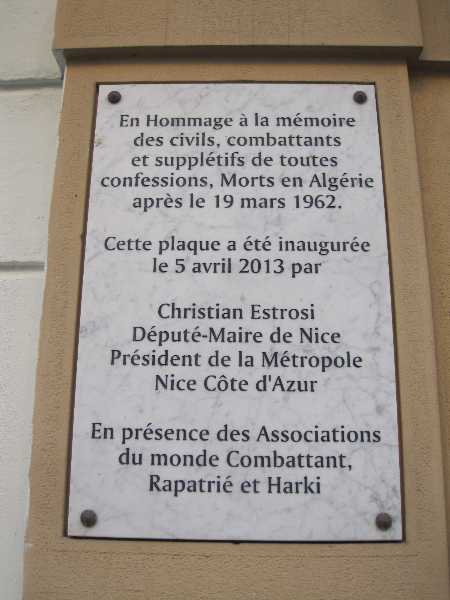 En Hommage à la mémoire
des civils, combattants
et supplétifs de toutes
confessions, Morts en Algérie
après le 19 mars 1962.
Cette plaque a été inaugurée
le 5 avril 2013 par
Christian Estrosi
Député-Maire de Nice
Président de la Métropole
Nice Côte d'Azur
En présence des Associations
du monde Combattant,
Rapatrié et Harki